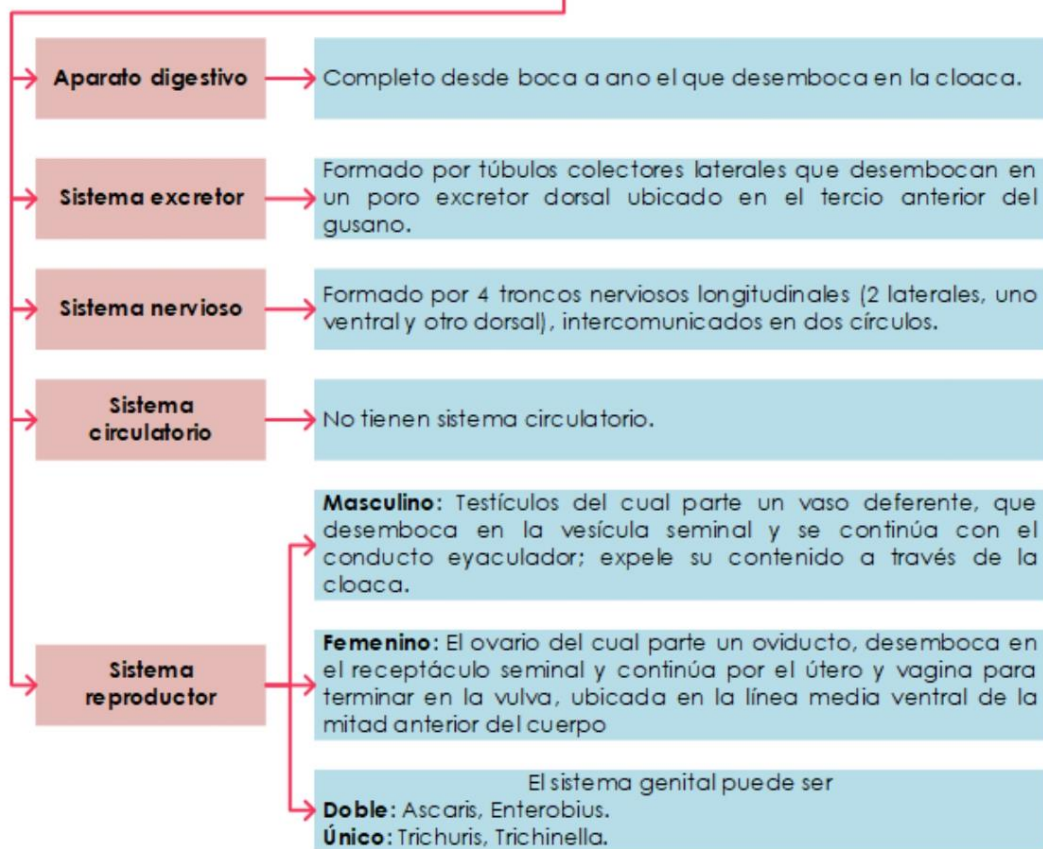 Aparato digestivo
Completo desde boca a ano el que desemboca en la cloaca.
Sistema excretor
Formado por túbulos colectores laterales que desembocan en
un poro excretor dorsal ubicado en el tercio anterior del
gusano.
Sistema nervioso
Formado por 4 troncos nerviosos longitudinales (2 laterales, uno
ventral y otro dorsal), intercomunicados en dos círculos.
Sistema
circulatorio
No tienen sistema circulatorio.
Sistema
reproductor
Masculino: Testículos del cual parte un vaso deferente, que
desemboca en la vesícula seminal y se continúa con el
conducto eyaculador; expele su contenido a través de la
cloaca.
Femenino: El ovario del cual parte un oviducto, desemboca en
el receptáculo seminal y continúa por el útero y vagina para
terminar en la vulva, ubicada en la línea media ventral de la
mitad anterior del cuerpo
El sistema genital puede ser
Doble: Ascaris, Enterobius.
Único: Trichuris, Trichinella.